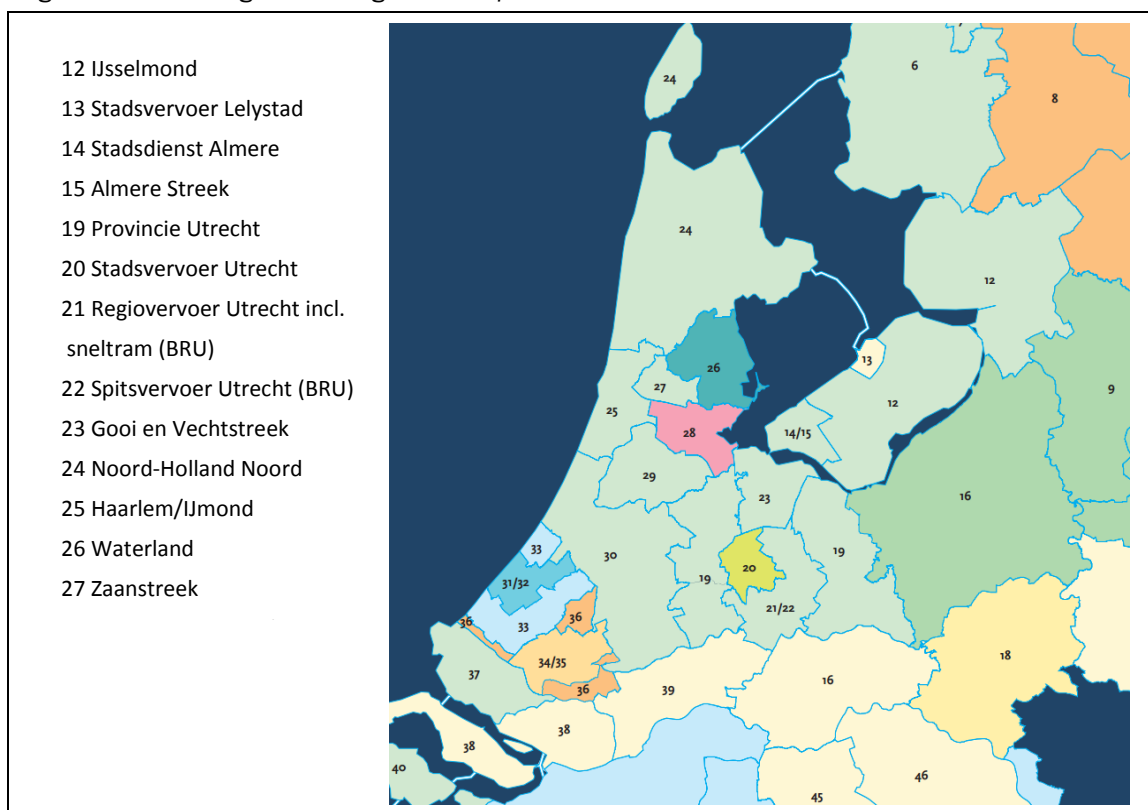 12 IJsselmond
13 Stadsvervoer Lelystad
14 Stadsdienst Almere
15 Almere Streek
19 Provincie Utrecht
20 Stadsvervoer Utrecht
21 Regiovervoer Utrecht incl.
sneltram (BRU)
22 Spitsvervoer Utrecht (BRU)
23 Gooi en Vechtstreek
24 Noord-Holland Noord
25 Haarlem/IJmond
26 Waterland
27 Zaanstreek
24
6
8
24
12
26
13
27
25
12
9
28
14/15
29
23
16
33
30
19
20
31/32
19
21/22
36
33
36
34/35
18
37
36
39
16
38
38
40
45
46